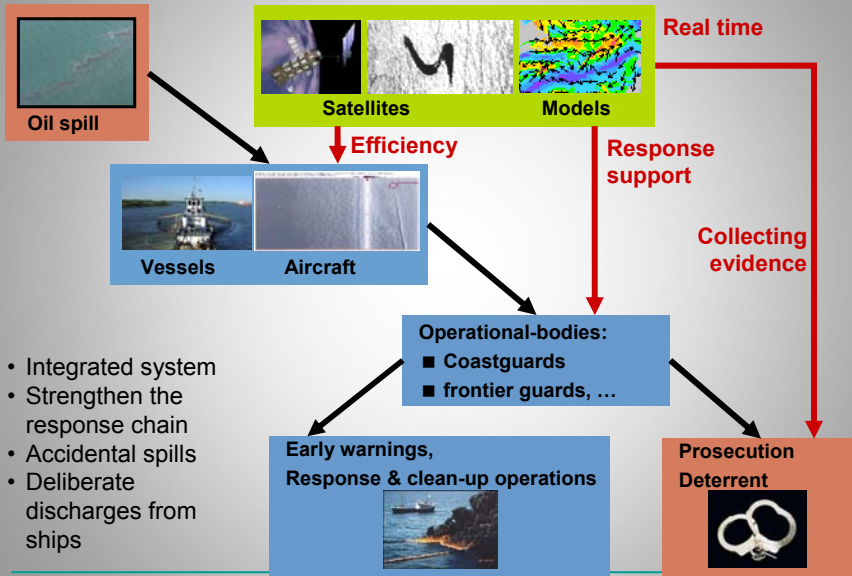 Oil spill
Satellites
Models
Real time
Efficiency
Response
support
Collecting
evidence
Vessels
Aircraft
Operational-bodies:
■ Coastguards
■ frontier guards, …
• Integrated system
• Strengthen the
response chain
• Accidental spills
• Deliberate
discharges from
ships
Early warnings,
Response & clean-up operations
Prosecution
Deterrent